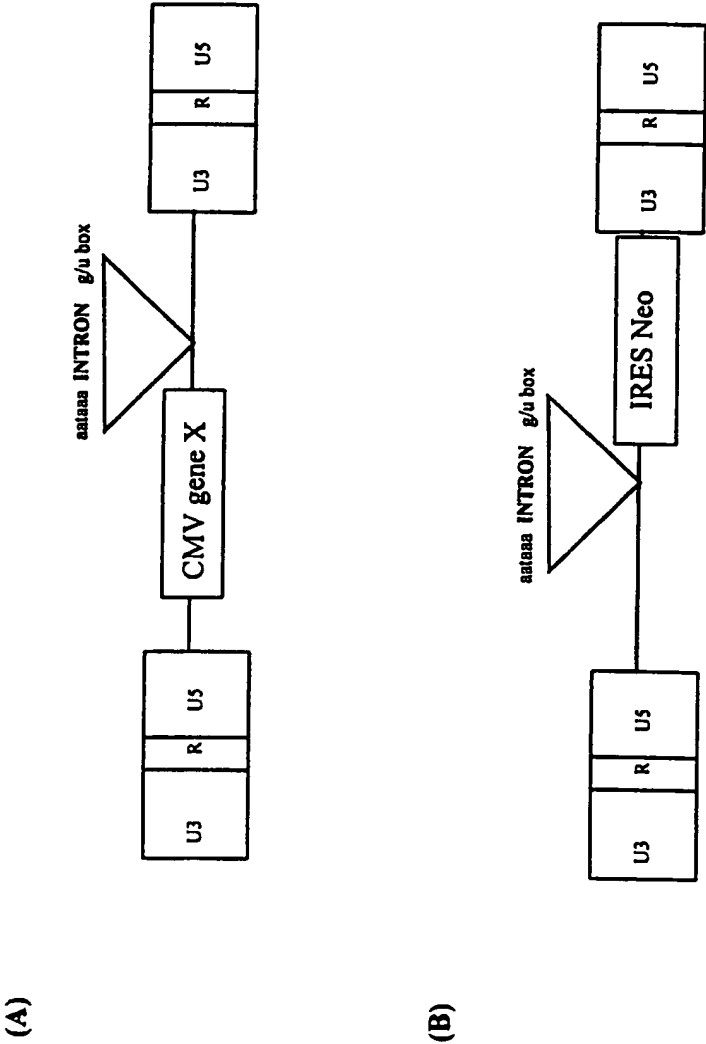 (A)
aataaa INTRON g/u box
U3 R U5
CMV gene X
U3 R U5
(B)
aataaa INTRON g/u box
U3 R U5
IRES Neo
U3 R U5